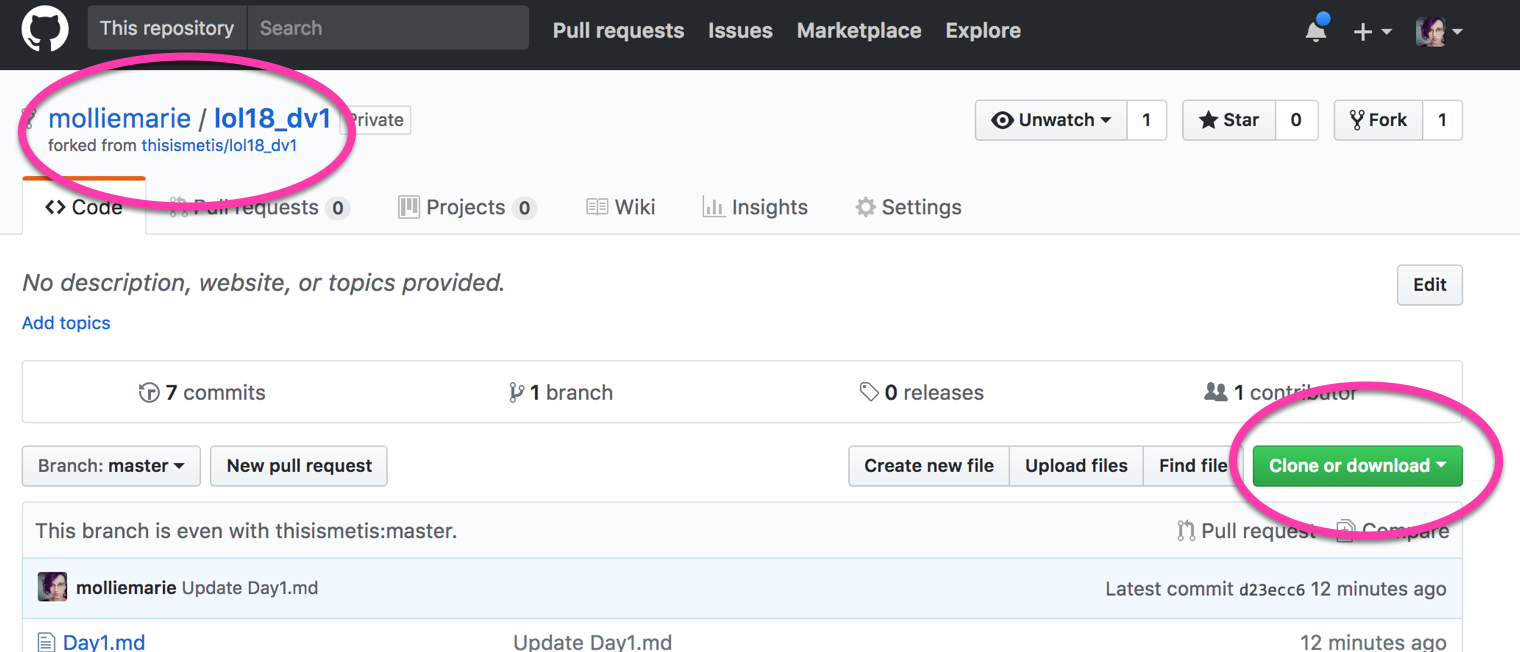 This repository Search Pull requests Issues Marketplace Explore
molliemarie / lol18_dv1 Private Unwatch 1 Star 0 Fork 1
forked from thisismetis/lol18_dv1
Code Pull requests 0 Projects 0 Wiki Insights Settings
No description, website, or topics provided. Edit
Add topics
7 commits 1 branch 0 releases 1 contributor
Branch: master New pull request Create new file Upload files Find file Clone or download
This branch is even with thisismetis:master. Pull request Compare
molliemarie Update Day1.md Latest commit d23ecc6 12 minutes ago
Day1.md Update Day1.md 12 minutes ago